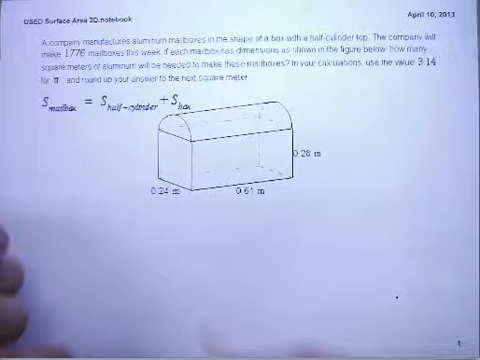 USED Surface Area 3D.notebook
April 10, 2013
A company manufactures aluminum mailboxes in the shape of a box with a half-cylinder top. The company will
make 1776 mailboxes this week. If each mailbox has dimensions as shown in the figure below, how many
square meters of aluminum will be needed to make these mailboxes? In your calculations, use the value 3.14
for π and round up your answer to the next square meter
S mailbox = S half-cylinder + S box
0.28 m
0.24 m
0.61 m
1